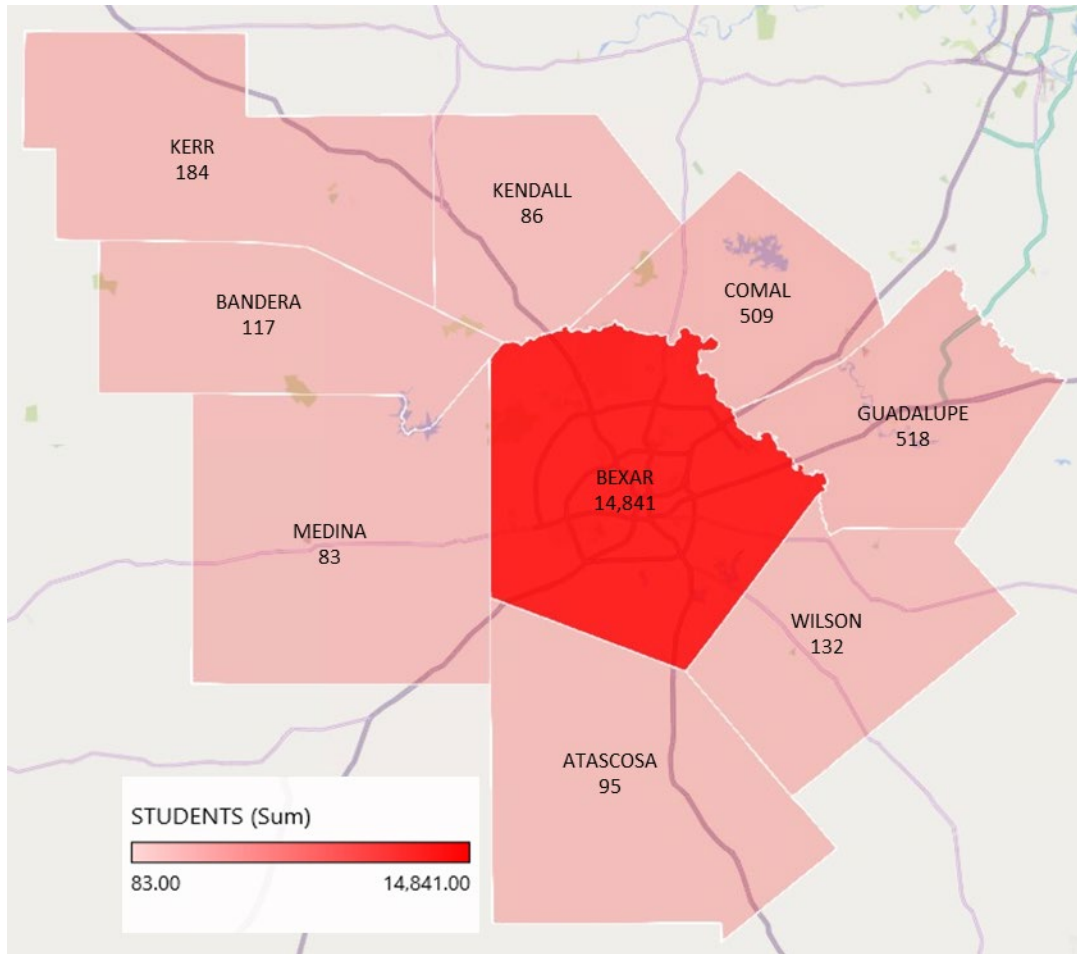 KERR
184
KENDALL
86
COMAL
509
BANDERA
117
GUADALUPE
518
BEXAR
14,841
MEDINA
83
WILSON
132
ATASCOSA
95
STUDENTS (Sum)
83.00
14,841.00